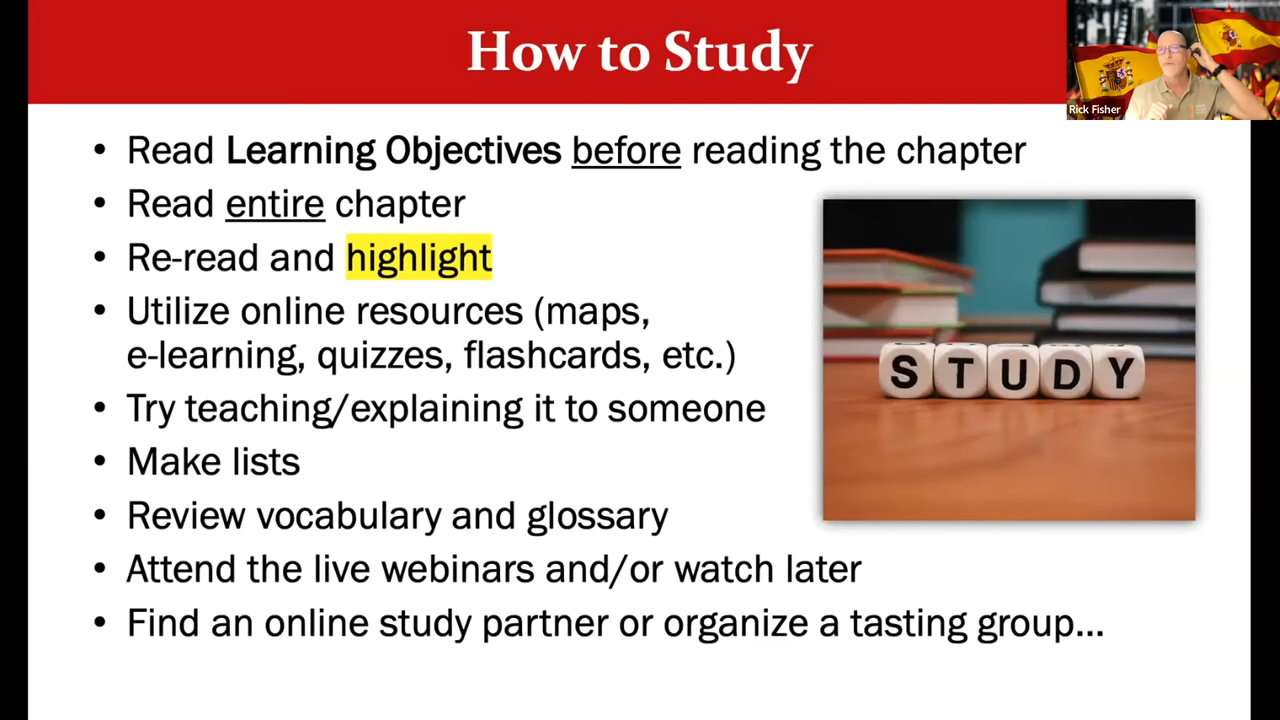 How to Study
Rick Fisher
• Read Learning Objectives before reading the chapter
• Read entire chapter
• Re-read and highlight
• Utilize online resources (maps,
e-learning, quizzes, flashcards, etc.)
• Try teaching/explaining it to someone
• Make lists
• Review vocabulary and glossary
• Attend the live webinars and/or watch later
• Find an online study partner or organize a tasting group...
STUDY